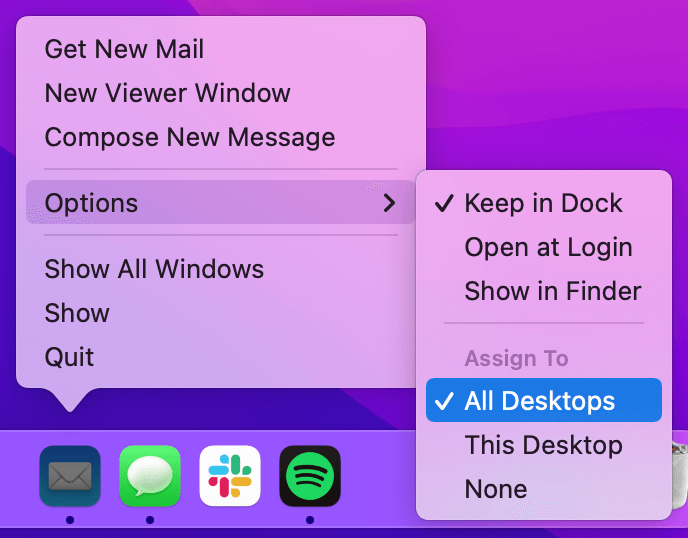 Get New Mail
New Viewer Window
Compose New Message
Options
Show All Windows
Show
Quit
Keep in Dock
Open at Login
Show in Finder
Assign To
All Desktops
This Desktop
None